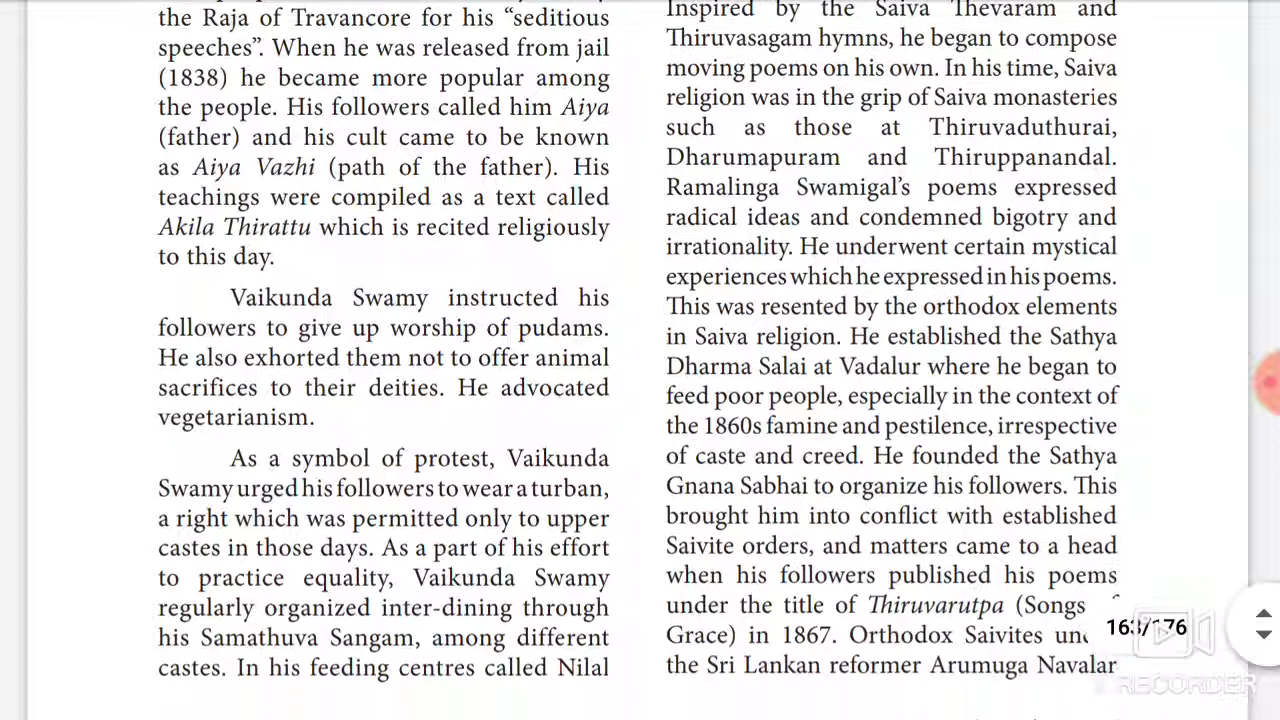 the Raja of Travancore for his “seditious
speeches”. When he was released from jail
(1838) he became more popular among
the people. His followers called him Aiya
(father) and his cult came to be known
as Aiya Vazhi (path of the father). His
teachings were compiled as a text called
Akila Thirattu which is recited religiously
to this day.
Vaikunda Swamy instructed his
followers to give up worship of pudams.
He also exhorted them not to offer animal
sacrifices to their deities. He advocated
vegetarianism.
As a symbol of protest, Vaikunda
Swamy urged his followers to wear a turban,
a right which was permitted only to upper
castes in those days. As a part of his effort
to practice equality, Vaikunda Swamy
regularly organized inter-dining through
his Samathuva Sangam, among different
castes. In his feeding centres called Nilal
Inspired by the Saiva Thevaram and
Thiruvasagam hymns, he began to compose
moving poems on his own. In his time, Saiva
religion was in the grip of Saiva monasteries
such as those at Thiruvaduthurai,
Dharumapuram and Thiruppanandal.
Ramalinga Swamigal’s poems expressed
radical ideas and condemned bigotry and
irrationality. He underwent certain mystical
experiences which he expressed in his poems.
This was resented by the orthodox elements
in Saiva religion. He established the Sathya
Dharma Salai at Vadalur where he began to
feed poor people, especially in the context of
the 1860s famine and pestilence, irrespective
of caste and creed. He founded the Sathya
Gnana Sabhai to organize his followers. This
brought him into conflict with established
Saivite orders, and matters came to a head
when his followers published his poems
under the title of Thiruvarutpa (Songs
Grace) in 1867. Orthodox Saivites
the Sri Lankan reformer Arumuga Navalar
163/176
RECORDER